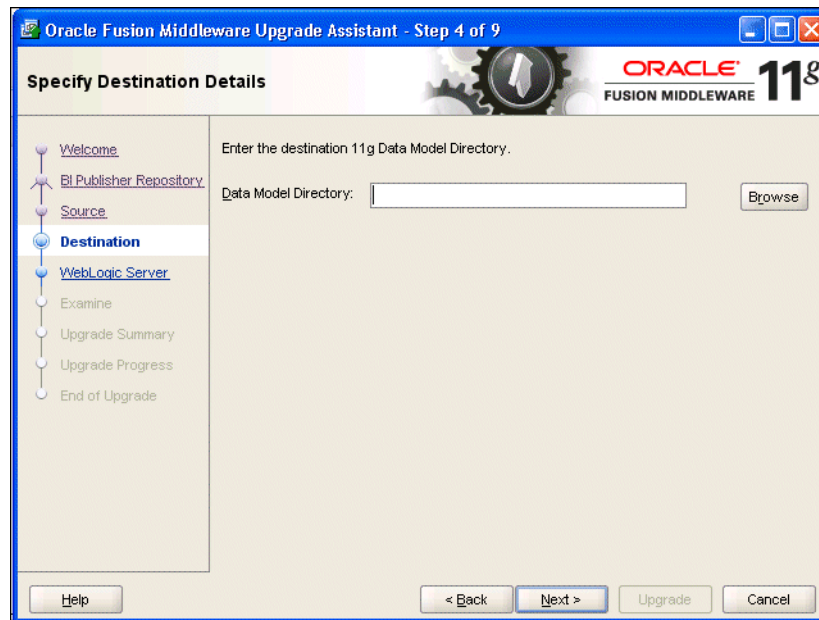 Oracle Fusion Middleware Upgrade Assistant - Step 4 of 9
Specify Destination Details
ORACLE
FUSION MIDDLEWARE 11g
Welcome
BI Publisher Repository
Source
Destination
WebLogic Server
Examine
Upgrade Summary
Upgrade Progress
End of Upgrade
Enter the destination 11g Data Model Directory.
Data Model Directory:
Browse
Help
< Back
Next >
Upgrade
Cancel